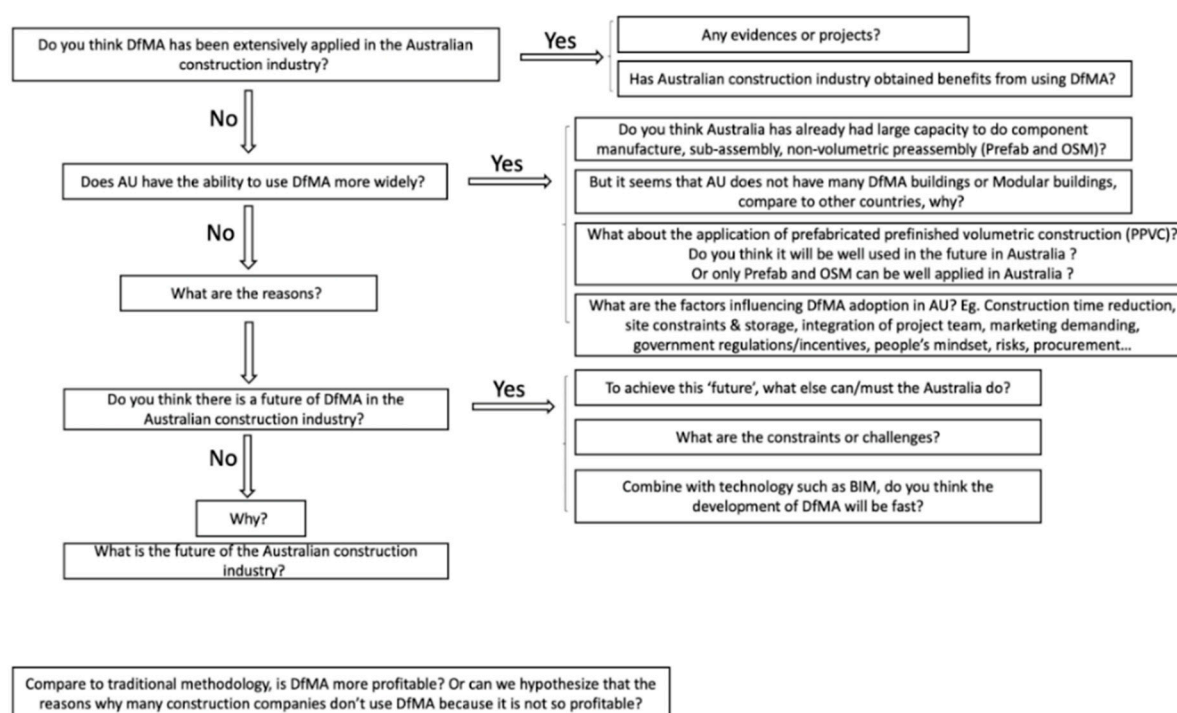 Do you think DfMA has been extensively applied in the Australian
construction industry?
Yes
Any evidences or projects?
Has Australian construction industry obtained benefits from using DfMA?
No
Does AU have the ability to use DfMA more widely?
Yes
Do you think Australia has already had large capacity to do component
manufacture, sub-assembly, non-volumetric preassembly (Prefab and OSM)?
But it seems that AU does not have many DfMA buildings or Modular buildings,
compare to other countries, why?
What about the application of prefabricated prefinished volumetric construction (PPVC)?
Do you think it will be well used in the future in Australia ?
Or only Prefab and OSM can be well applied in Australia ?
What are the factors influencing DfMA adoption in AU? Eg. Construction time reduction,
site constraints & storage, integration of project team, marketing demanding,
government regulations/incentives, people's mindset, risks, procurement...
No
What are the reasons?
Do you think there is a future of DfMA in the
Australian construction industry?
Yes
To achieve this 'future', what else can/must the Australia do?
What are the constraints or challenges?
Combine with technology such as BIM, do you think the
development of DfMA will be fast?
No
Why?
What is the future of the Australian construction
industry?
Compare to traditional methodology, is DfMA more profitable? Or can we hypothesize that the
reasons why many construction companies don't use DfMA because it is not so profitable?